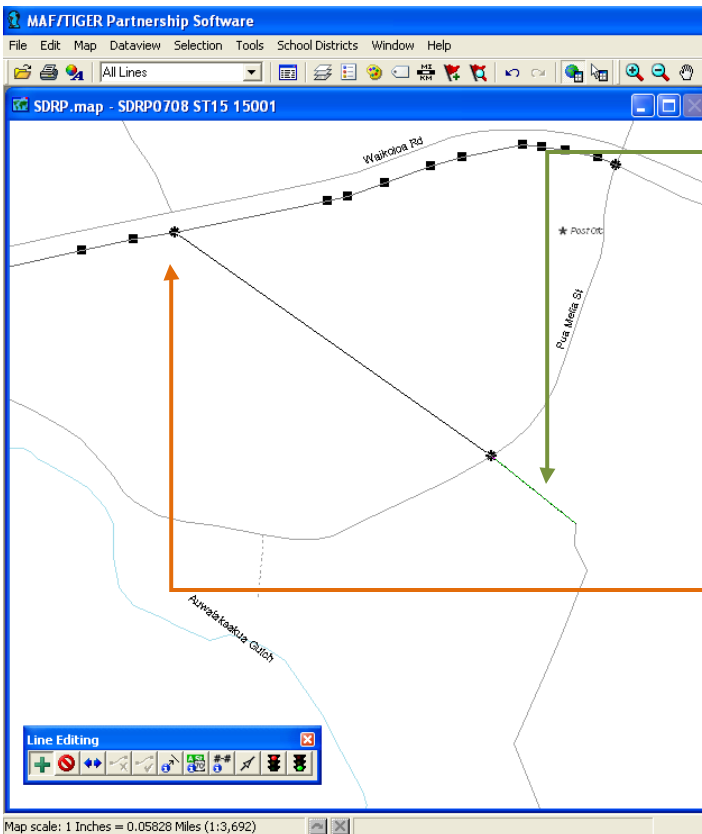 MAF/TIGER Partnership Software
File Edit Map Dataview Selection Tools School Districts Window Help
All Lines
MI
KM
SDRP.map - SDRP0708 ST15 15001
Waikoloa Rd
Pua Melia St
Auwaiakeakua Gulch
Line Editing
#-#
Map scale: 1 Inches = 0.05828 Miles (1:3,692)